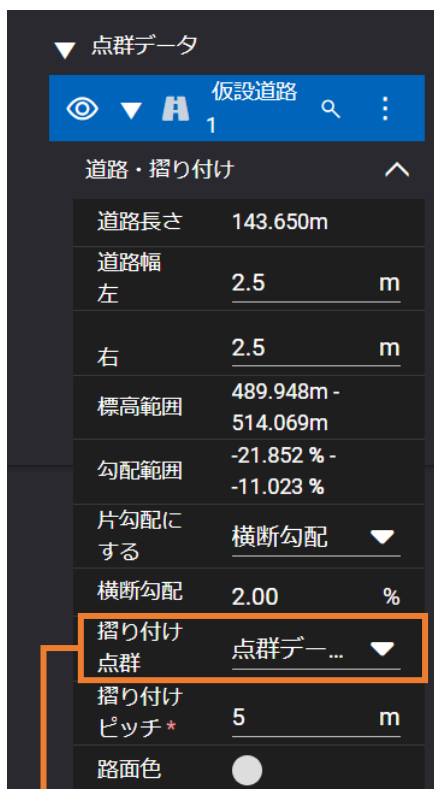 点群データ
仮設道路
1
道路・摺り付け
道路長さ 143.650m
道路幅
左 2.5 m
右 2.5 m
標高範囲 489.948m -
514.069m
勾配範囲 -21.852 % -
-11.023 %
片勾配に
する 横断勾配
横断勾配 2.00 %
摺り付け
点群 点群デー...
摺り付け
ピッチ* 5 m
路面色